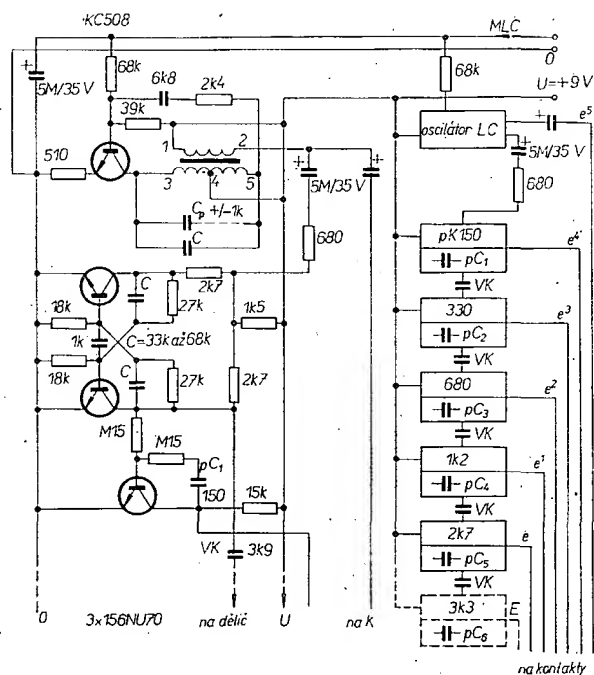 KC508
MLC
0
68k
6k8
2k4
68k
U=+9V
5M/35 V
39k
oscilátor LC
e⁵
1
2
510
3
4
5
5M/35 V
5M/35 V
680
Cp +/-1k
C
680
pK150
e⁴
pC₁
VK
C
2k7
27k
1k5
330
e³
18k
pC₂
1k
C=33k až 68k
VK
18k
C
27k
2k7
680
e²
pC₃
VK
M15
M15
1k2
e¹
pC₁
pC₄
150
15k
VK
2k7
e
VK
3k9
pC₅
VK
3k3
E
0
3x156NU70
na dělič
U
na K
pC₆
na kontakty